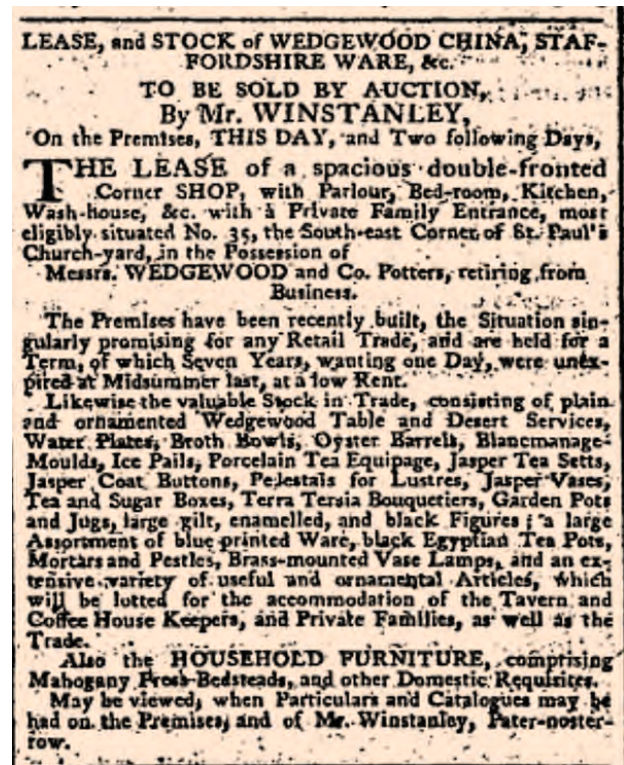 LEASE, and STOCK of WEDGEWOOD CHINA, STAF-
FORDSHIRE WARE, &c.
TO BE SOLD BY AUCTION,
By Mr. WINSTANLEY,
On the Premises, THIS DAY, and Two following Days,
THE LEASE of a spacious double-fronted
Corner SHOP, with Parlour, Bed-room, Kitchen,
Wash-house, &c. with a Private Family Entrance, most
eligibly situated No. 35, the South-east Corner of St. Paul's
Church-yard, in the Possession of
Messrs. WEDGEWOOD and Co. Potters, retiring from
Business.
The Premises have been recently built, the Situation sin-
gularly promising for any Retail Trade, and are held for a
Term, of which Seven Years, wanting one Day, were unex-
pired at Midsummer last, at a low Rent.
Likewise the valuable Stock in Trade, consisting of plain
and ornamented Wedgewood Table and Desert Services,
Water Plates, Broth Bowls, Oyster Barrels, Blancmanage-
Moulds, Ice Pails, Porcelain Tea Equipage, Jasper Tea Setts,
Jasper Coat Buttons, Pedestals for Lustres, Jasper Vases,
Tea and Sugar Boxes, Terra Tersia Bouquetiers, Garden Pots
and Jugs, large gilt, enamelled, and black Figures; a large
Assortment of blue printed Ware, black Egyptian Tea Pots,
Mortars and Pestles, Brass-mounted Vase Lamps, and an ex-
tensive variety of useful and ornamental Articles, which
will be lotted for the accommodation of the Tavern and
Coffee House Keepers, and Private Families, as well as the
Trade.
Also the HOUSEHOLD FURNITURE, comprising
Mahogany Press-Bedsteads, and other Domestic Requisites.
May be viewed, when Particulars and Catalogues may be
had on the Premises, and of Mr. Winstanley, Pater-noster-
row.